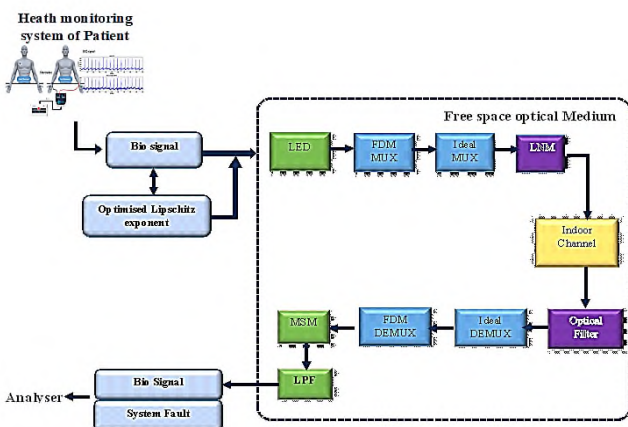 Heath monitoring
system of Patient
Free space optical Medium
Bio signal
Optimised Lipschitz
exponent
LED
FDM
MUX
Ideal
MUX
LNM
Indoor
Channel
Optical
Filter
Ideal
DEMUX
FDM
DEMUX
MSM
LPF
Bio Signal
System Fault
Analyser